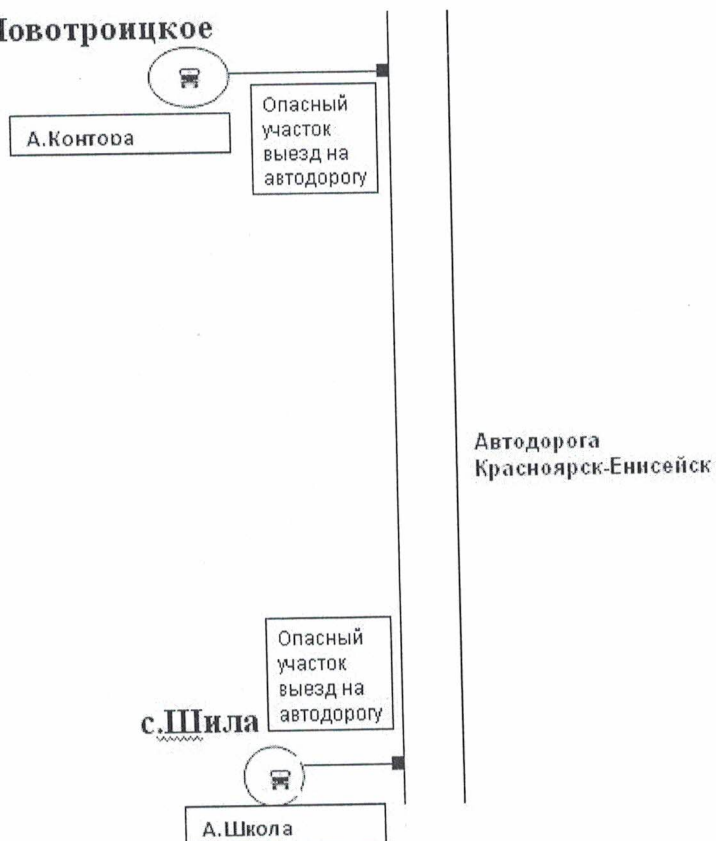 Новотроицкое
А.Контора
Опасный
участок
выезд на
автодорогу
Автодорога
Красноярск-Енисейск
Опасный
участок
выезд на
автодорогу
с.Шила
А.Школа